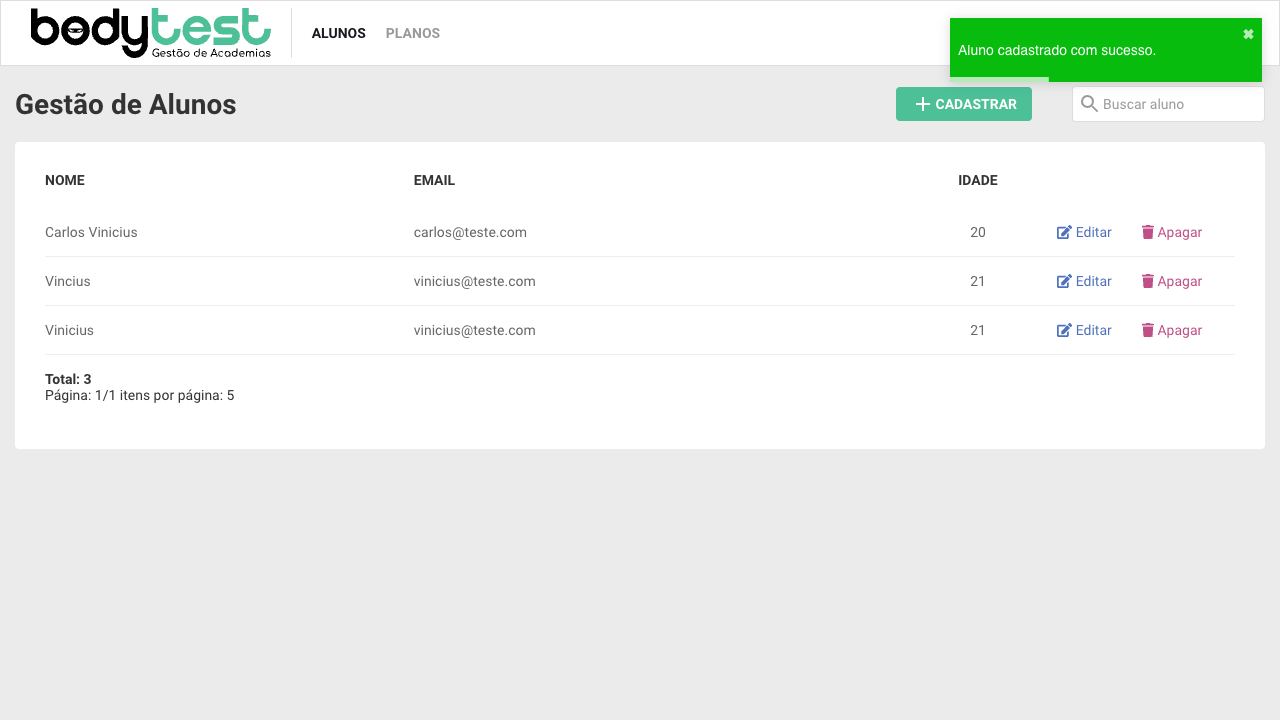 bodytest
Gestão de Academias
ALUNOS PLANOS
Aluno cadastrado com sucesso.
Gestão de Alunos
CADASTRAR
Buscar aluno
NOME EMAIL IDADE
Carlos Vinicius carlos@teste.com 20 Editar Apagar
Vincius vinicius@teste.com 21 Editar Apagar
Vinicius vinicius@teste.com 21 Editar Apagar
Total: 3
Página: 1/1 itens por página: 5